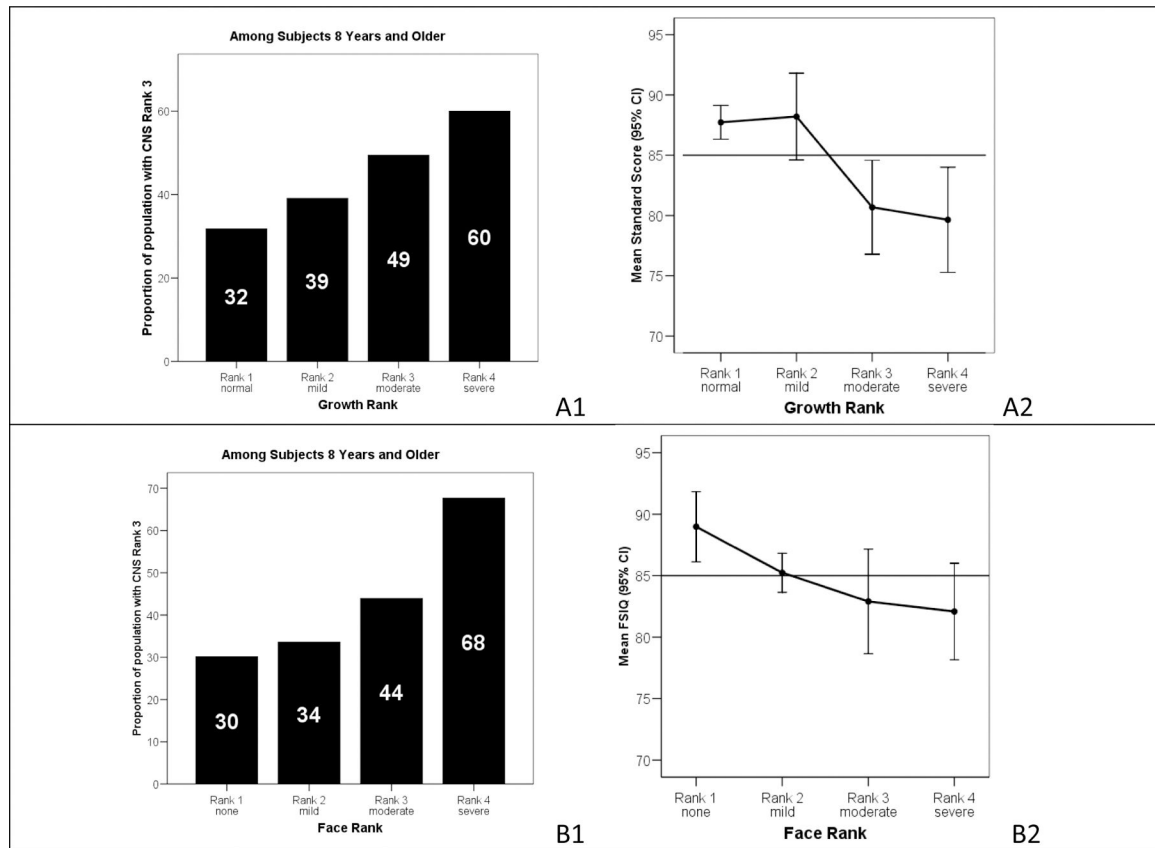 Among Subjects 8 Years and Older
Proportion of population with CNS Rank 3
60
40
20
0
32
39
49
60
Rank 1
normal
Rank 2
mild
Rank 3
moderate
Rank 4
severe
Growth Rank
A1
Mean Standard Score (95% CI)
95
90
85
80
75
70
Rank 1
normal
Rank 2
mild
Rank 3
moderate
Rank 4
severe
Growth Rank
A2
Among Subjects 8 Years and Older
Proportion of population with CNS Rank 3
70
60
50
40
30
20
10
0
30
34
44
68
Rank 1
none
Rank 2
mild
Rank 3
moderate
Rank 4
severe
Face Rank
B1
Mean FSIQ (95% CI)
95
90
85
80
75
70
Rank 1
none
Rank 2
mild
Rank 3
moderate
Rank 4
severe
Face Rank
B2